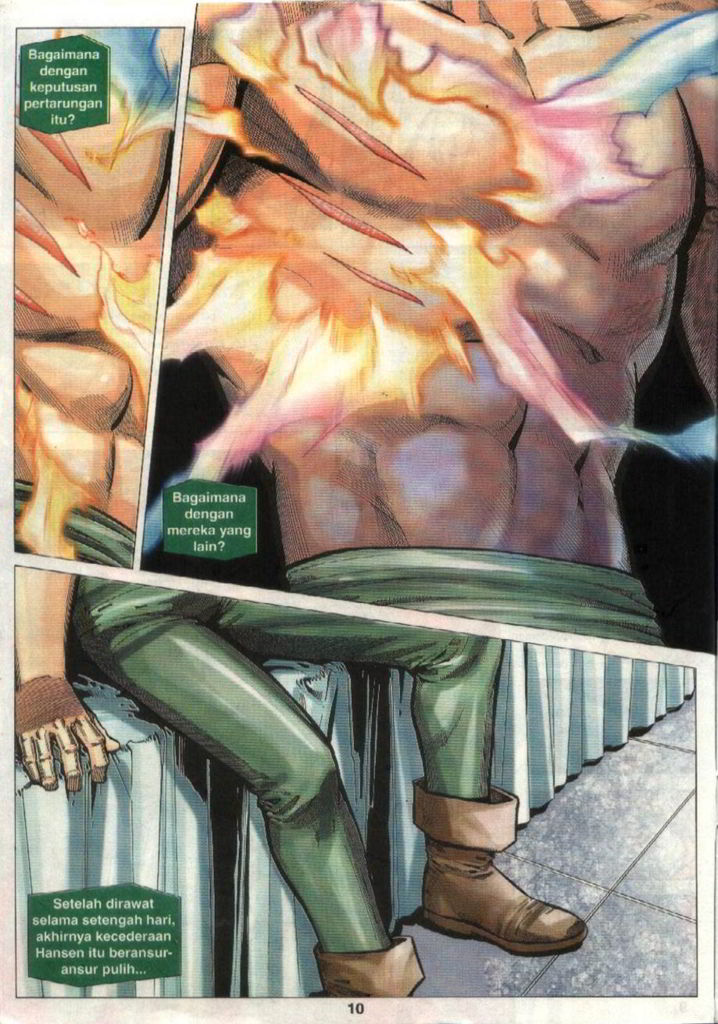 Bagaimana
dengan
keputusan
pertarungan
itu?
Bagaimana
dengan
mereka yang
lain?
Setelah dirawat
selama setengah hari,
akhirnya kecederaan
Hansen itu beransur-
ansur pulih...
10